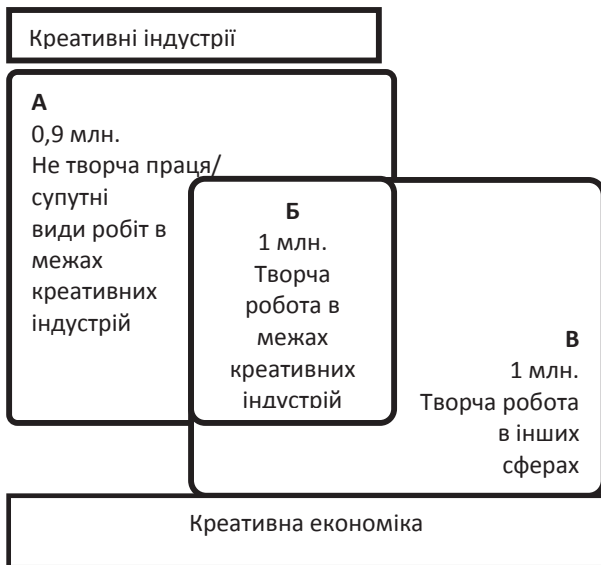 Креативні індустрії
А
0,9 млн.
Не творча праця/
супутні
види робіт в
межах
креативних
індустрій
Б
1 млн.
Творча
робота в
межах
креативних
індустрій
В
1 млн.
Творча робота
в інших
сферах
Креативна економіка